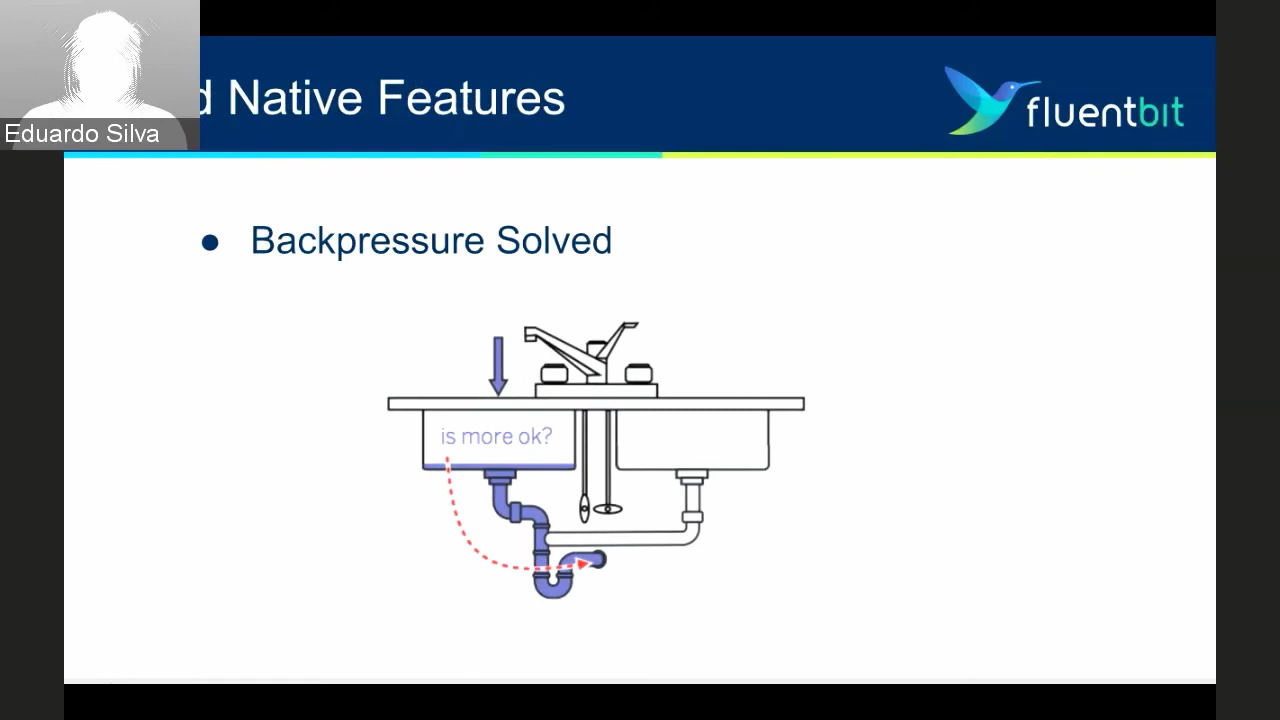 Native Features
fluentbit
Eduardo Silva
● Backpressure Solved
is more ok?